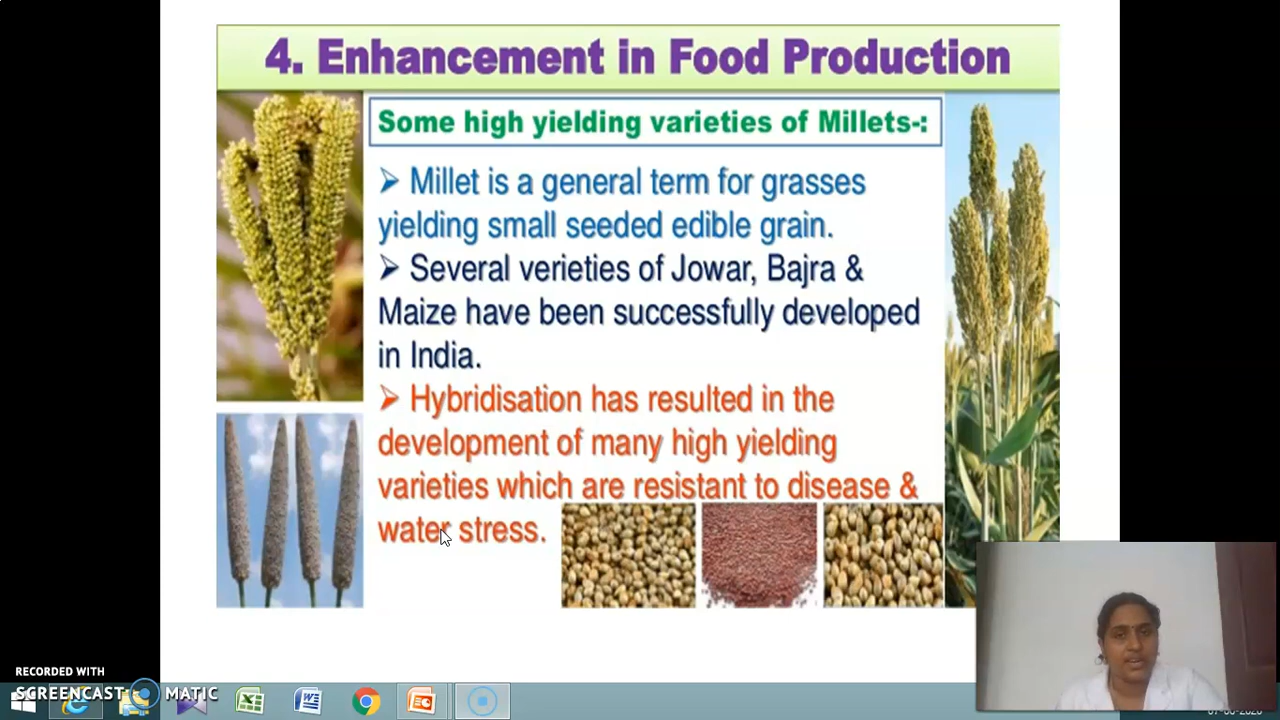 4. Enhancement in Food Production
Some high yielding varieties of Millets-:
➢ Millet is a general term for grasses
yielding small seeded edible grain.
➢ Several verieties of Jowar, Bajra &
Maize have been successfully developed
in India.
➢ Hybridisation has resulted in the
development of many high yielding
varieties which are resistant to disease &
water stress.
RECORDED WITH
SCREENCAST MATIC